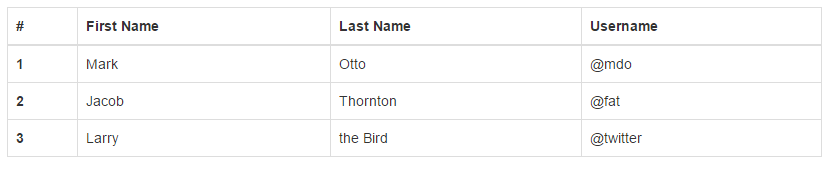 # First Name Last Name Username
1 Mark Otto @mdo
2 Jacob Thornton @fat
3 Larry the Bird @twitter